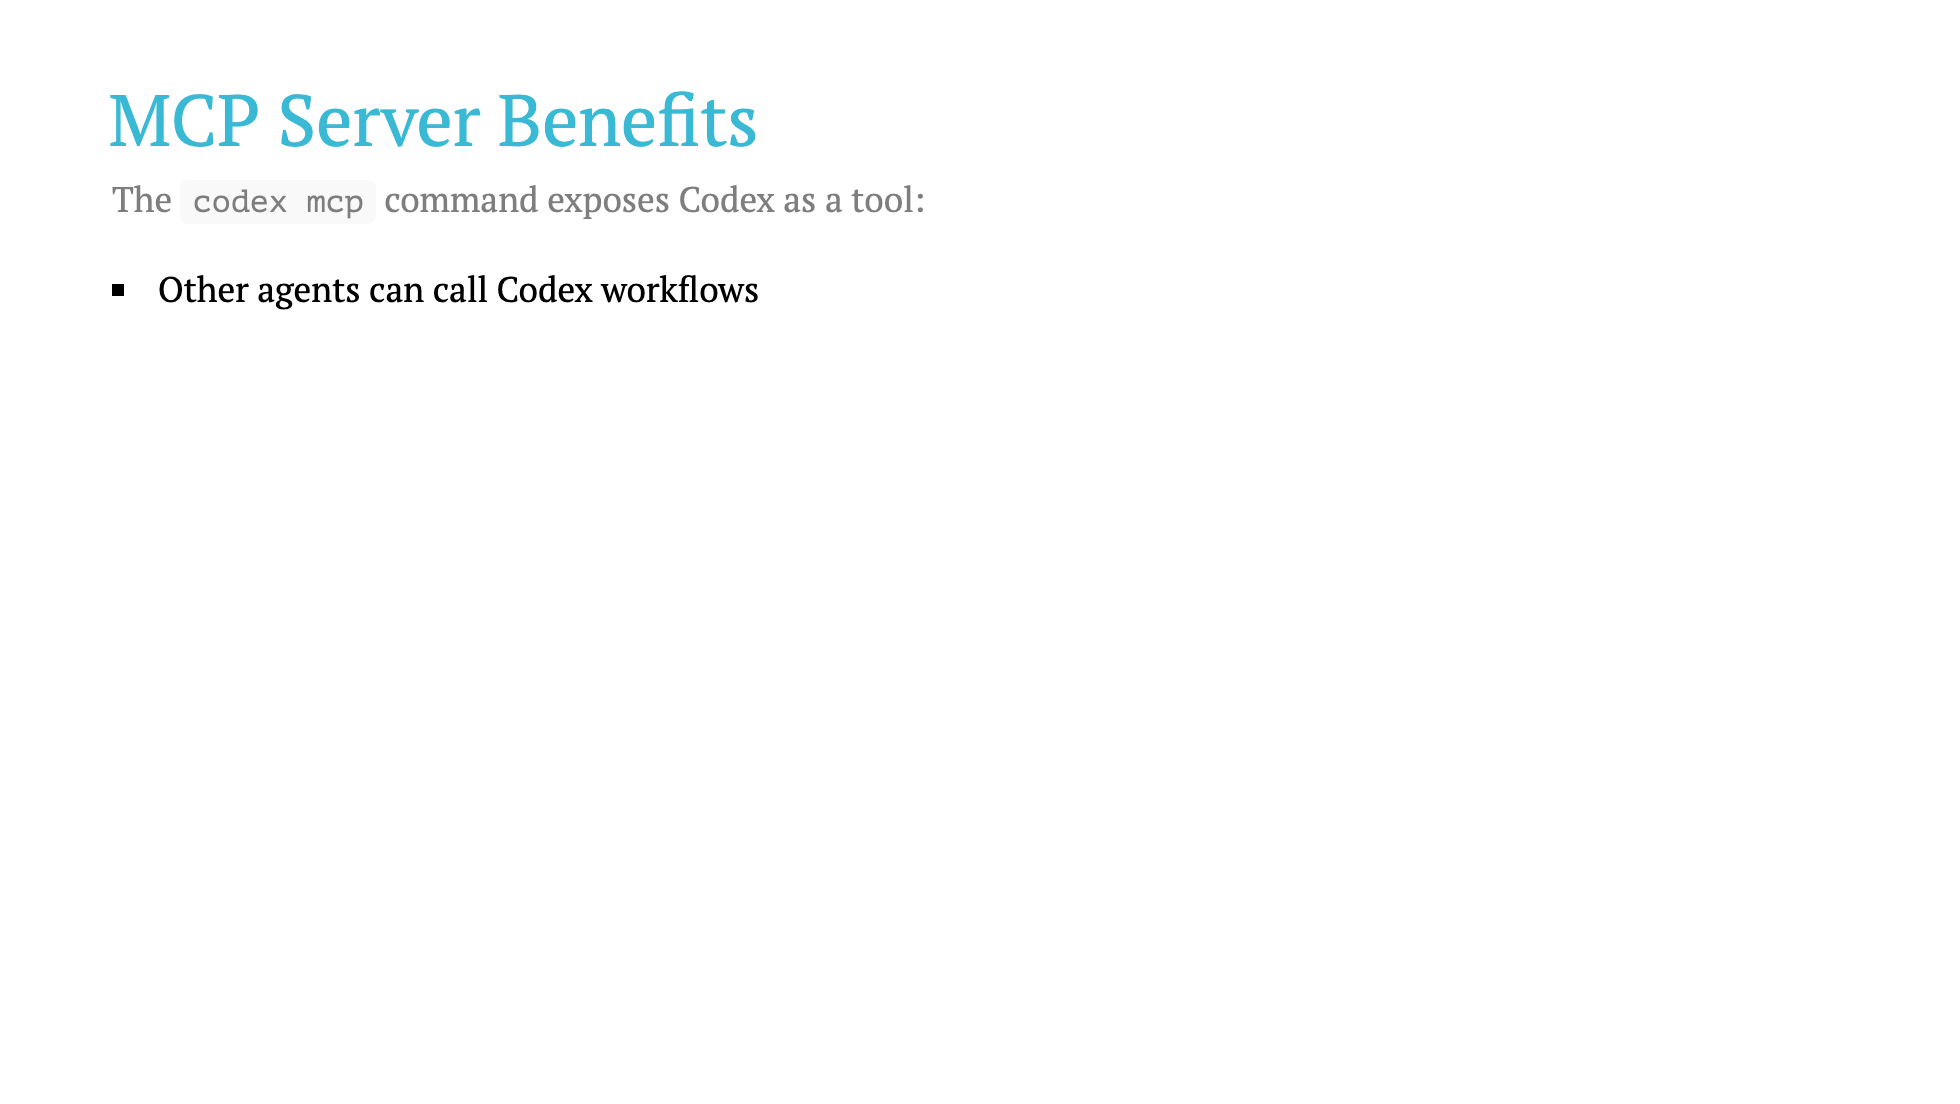 MCP Server Benefits
The codex mcp command exposes Codex as a tool:
▪ Other agents can call Codex workflows